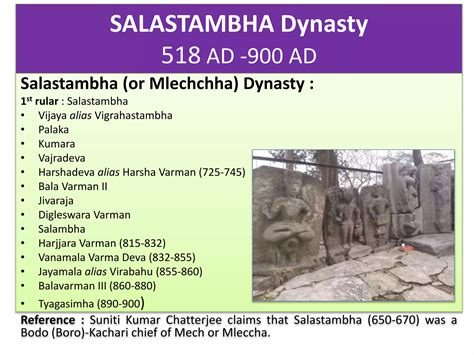 SALASTAMBHA Dynasty
518 AD -900 AD
Salastambha (or Mlechchha) Dynasty :
1st rular : Salastambha
• Vijaya alias Vigrahastambha
• Palaka
• Kumara
• Vajradeva
• Harshadeva alias Harsha Varman (725-745)
• Bala Varman II
• Jivaraja
• Digleswara Varman
• Salambha
• Harjjara Varman (815-832)
• Vanamala Varma Deva (832-855)
• Jayamala alias Virabahu (855-860)
• Balavarman III (860-880)
• Tyagasimha (890-900)
Reference : Suniti Kumar Chatterjee claims that Salastambha (650-670) was a
Bodo (Boro)-Kachari chief of Mech or Mleccha.